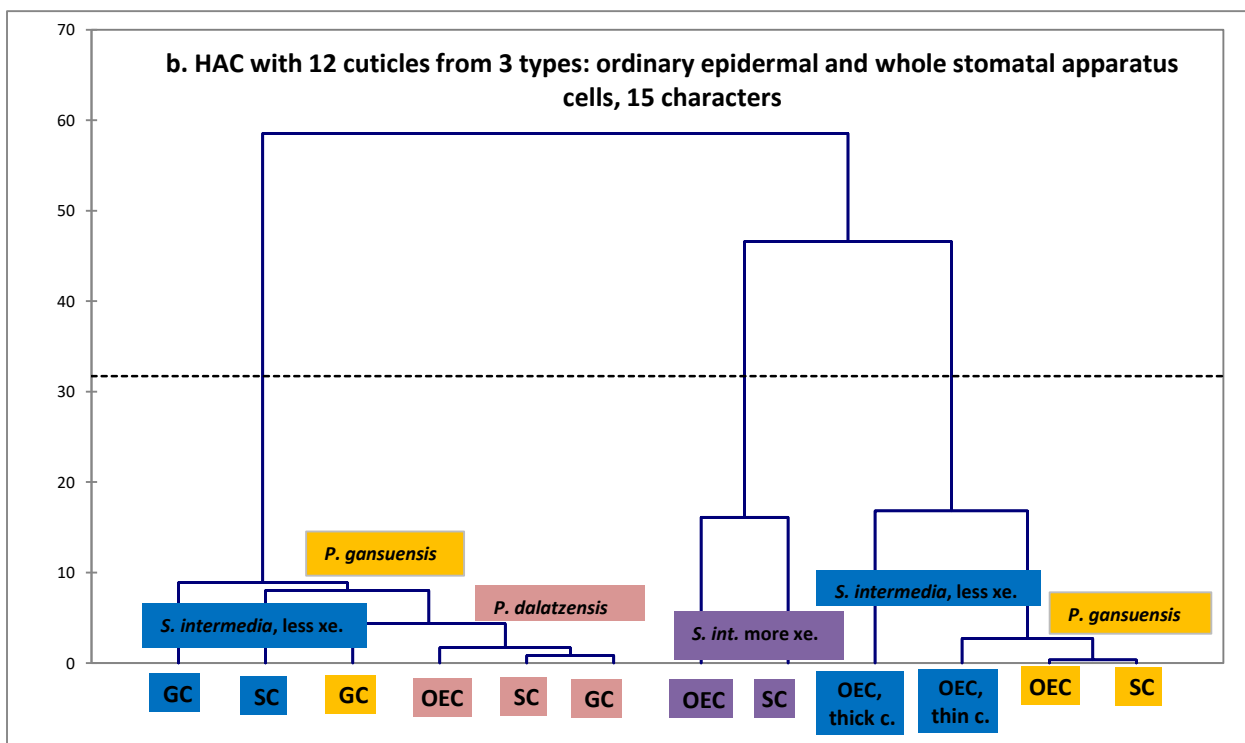 70
b. HAC with 12 cuticles from 3 types: ordinary epidermal and whole stomatal apparatus
cells, 15 characters
60
50
40
30
20
10
0
P. gansuensis
P. dalatzensis
S. intermedia, less xe.
S. int. more xe.
S. intermedia, less xe.
P. gansuensis
GC
SC
GC
OEC
SC
GC
OEC
SC
OEC,
thick c.
OEC,
thin c.
OEC
SC